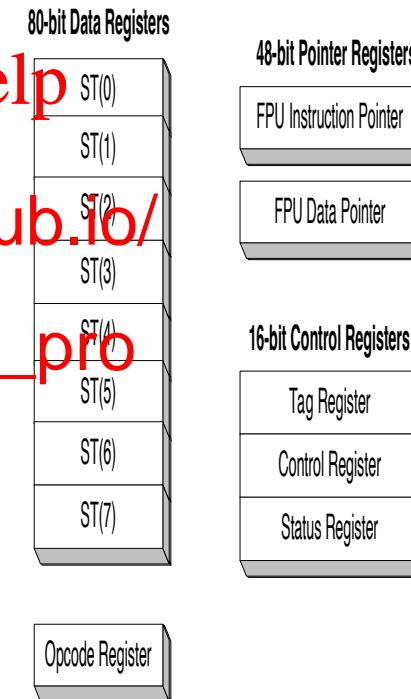 80-bit Data Registers
ST(0)
ST(1)
ST(2)
ST(3)
ST(4)
ST(5)
ST(6)
ST(7)
Opcode Register
48-bit Pointer Registers
FPU Instruction Pointer
FPU Data Pointer
16-bit Control Registers
Tag Register
Control Register
Status Register
elp
ub.io/
_pro